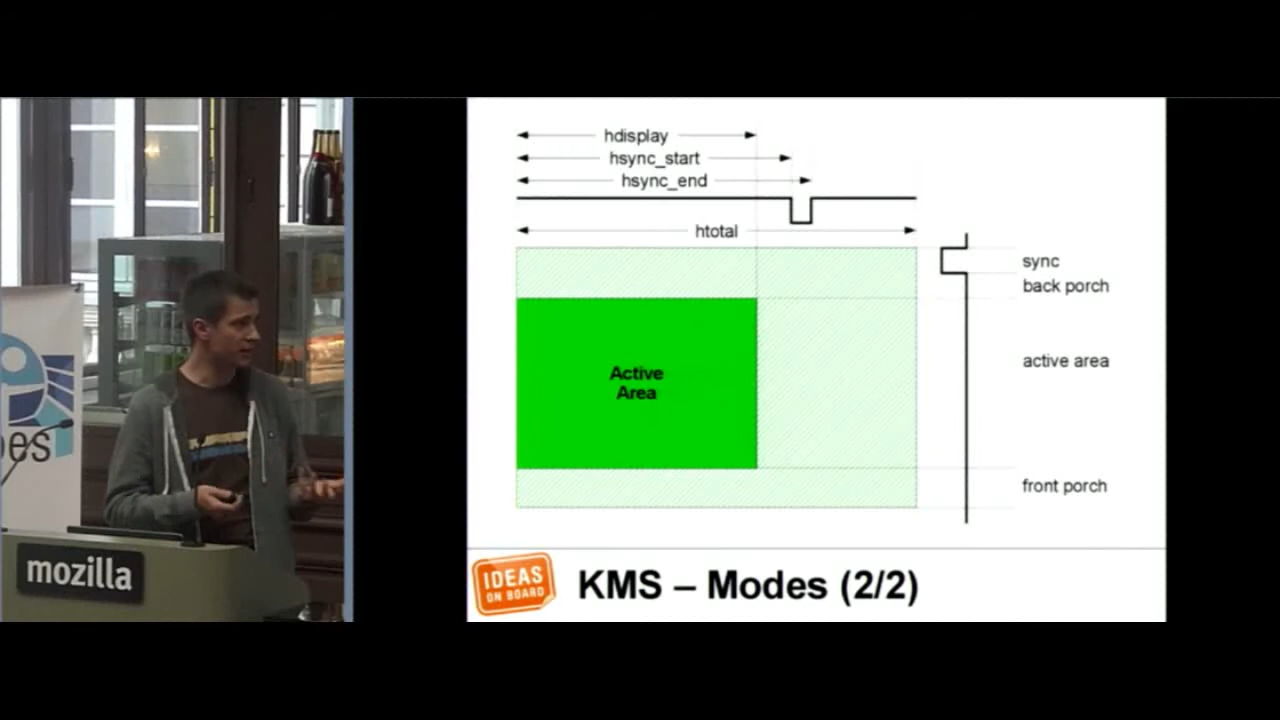 hdisplay
hsync_start
hsync_end
htotal
sync
back porch
active area
Active
Area
front porch
IDEAS
ON BOARD
KMS – Modes (2/2)
mozilla